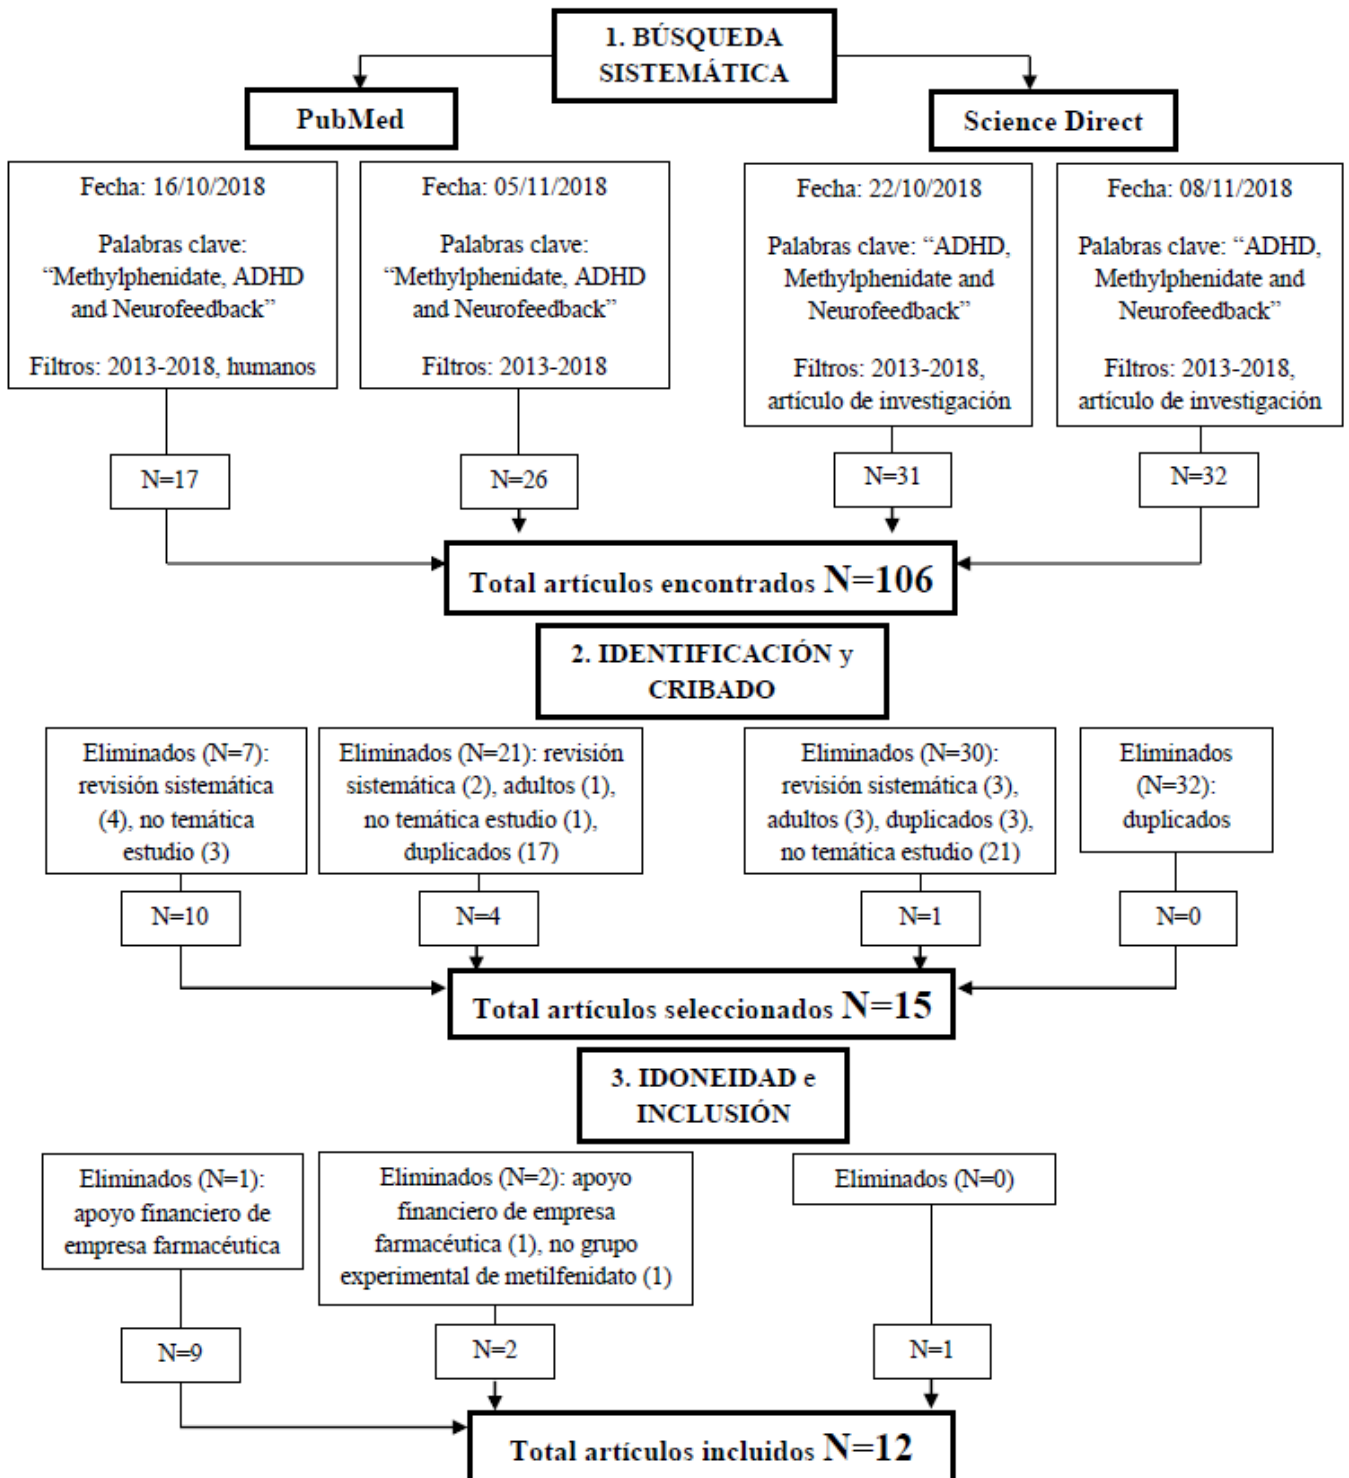 1. BÚSQUEDA
SISTEMÁTICA
PubMed
Science Direct
Fecha: 16/10/2018
Palabras clave:
“Methylphenidate, ADHD
and Neurofeedback”
Filtros: 2013-2018, humanos
Fecha: 05/11/2018
Palabras clave:
“Methylphenidate, ADHD
and Neurofeedback”
Filtros: 2013-2018
Fecha: 22/10/2018
Palabras clave: “ADHD,
Methylphenidate and
Neurofeedback”
Filtros: 2013-2018,
artículo de investigación
Fecha: 08/11/2018
Palabras clave: “ADHD,
Methylphenidate and
Neurofeedback”
Filtros: 2013-2018,
artículo de investigación
N=17
N=26
N=31
N=32
Total artículos encontrados N=106
2. IDENTIFICACIÓN y
CRIBADO
Eliminados (N=7):
revisión sistemática
(4), no temática
estudio (3)
Eliminados (N=21): revisión
sistemática (2), adultos (1),
no temática estudio (1),
duplicados (17)
Eliminados (N=30):
revisión sistemática (3),
adultos (3), duplicados (3),
no temática estudio (21)
Eliminados
(N=32):
duplicados
N=10
N=4
N=1
N=0
Total artículos seleccionados N=15
3. IDONEIDAD e
INCLUSIÓN
Eliminados (N=1):
apoyo financiero de
empresa farmacéutica
Eliminados (N=2): apoyo
financiero de empresa
farmacéutica (1), no grupo
experimental de metilfenidato (1)
Eliminados (N=0)
N=9
N=2
N=1
Total artículos incluidos N=12